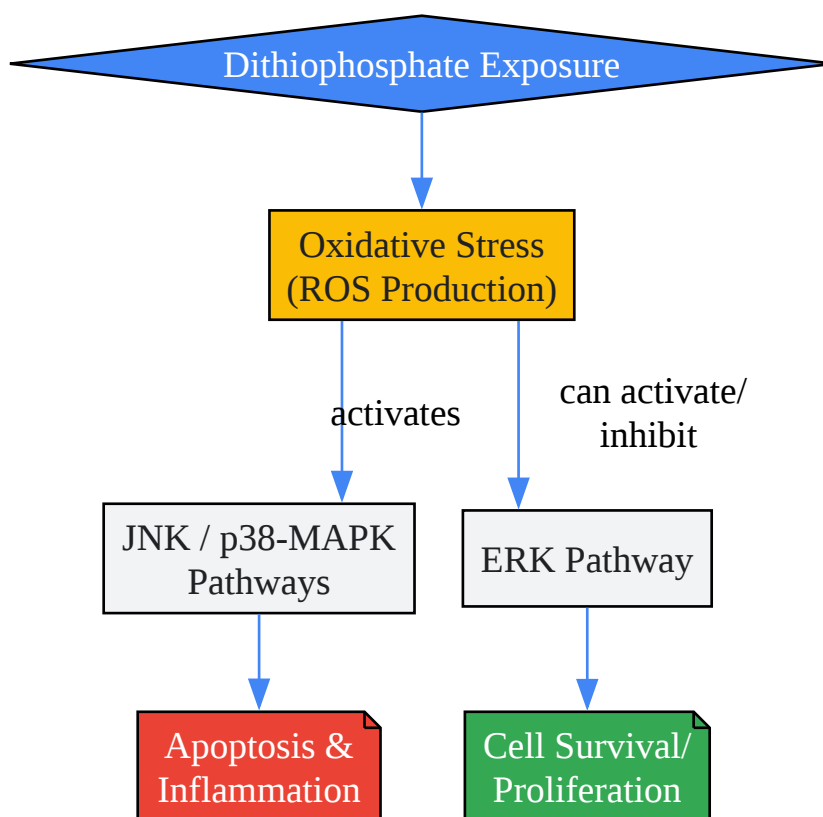 Dithiophosphate Exposure
Oxidative Stress
(ROS Production)
activates
can activate/
inhibit
JNK / p38-MAPK
Pathways
ERK Pathway
Apoptosis &
Inflammation
Cell Survival/
Proliferation